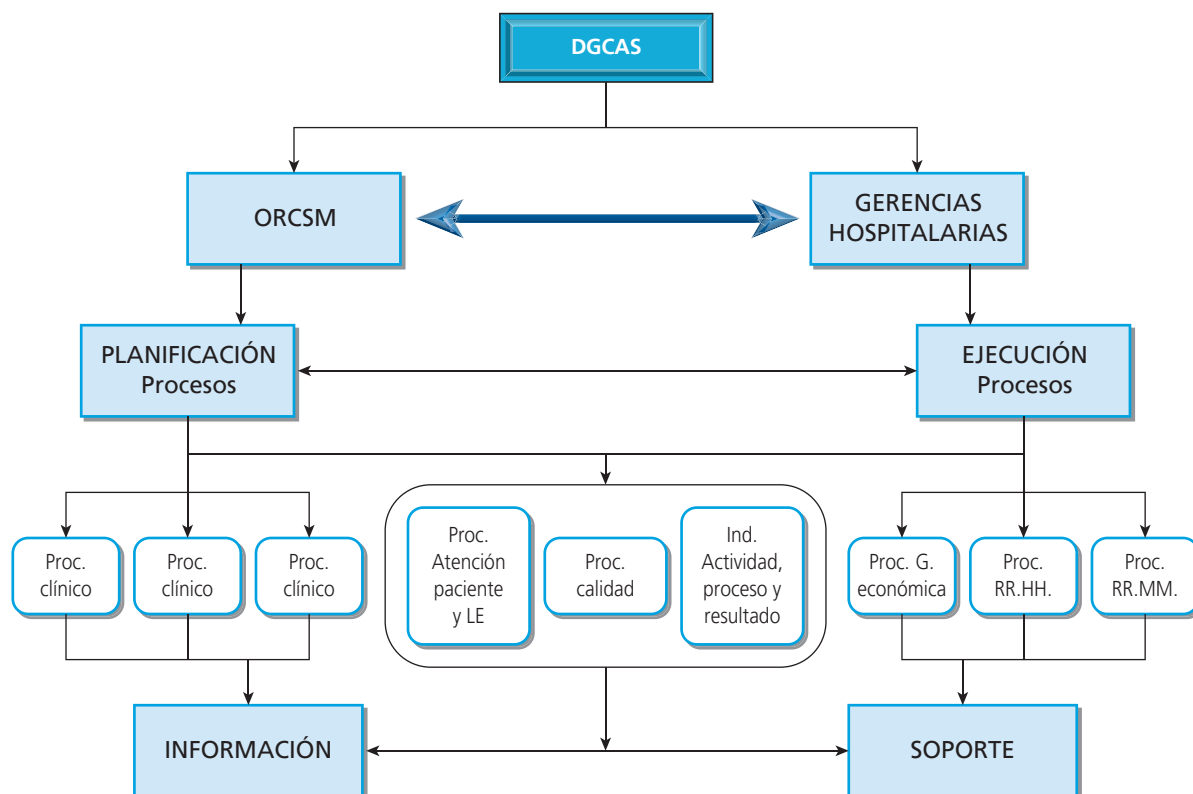 DGCAS
ORCSM
GERENCIAS
HOSPITALARIAS
PLANIFICACIÓN
Procesos
EJECUCIÓN
Procesos
Proc.
clínico
Proc.
clínico
Proc.
clínico
Proc.
Atención
paciente
y LE
Proc.
calidad
Ind.
Actividad,
proceso y
resultado
Proc. G.
económica
Proc.
RR.HH.
Proc.
RR.MM.
INFORMACIÓN
SOPORTE